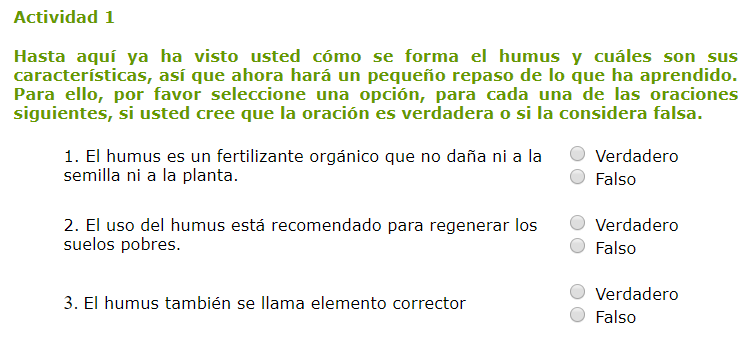 Actividad 1
Hasta aquí ya ha visto usted cómo se forma el humus y cuáles son sus
características, así que ahora hará un pequeño repaso de lo que ha aprendido.
Para ello, por favor seleccione una opción, para cada una de las oraciones
siguientes, si usted cree que la oración es verdadera o si la considera falsa.
1. El humus es un fertilizante orgánico que no daña ni a la
semilla ni a la planta.
Verdadero
Falso
2. El uso del humus está recomendado para regenerar los
suelos pobres.
Verdadero
Falso
3. El humus también se llama elemento corrector
Verdadero
Falso